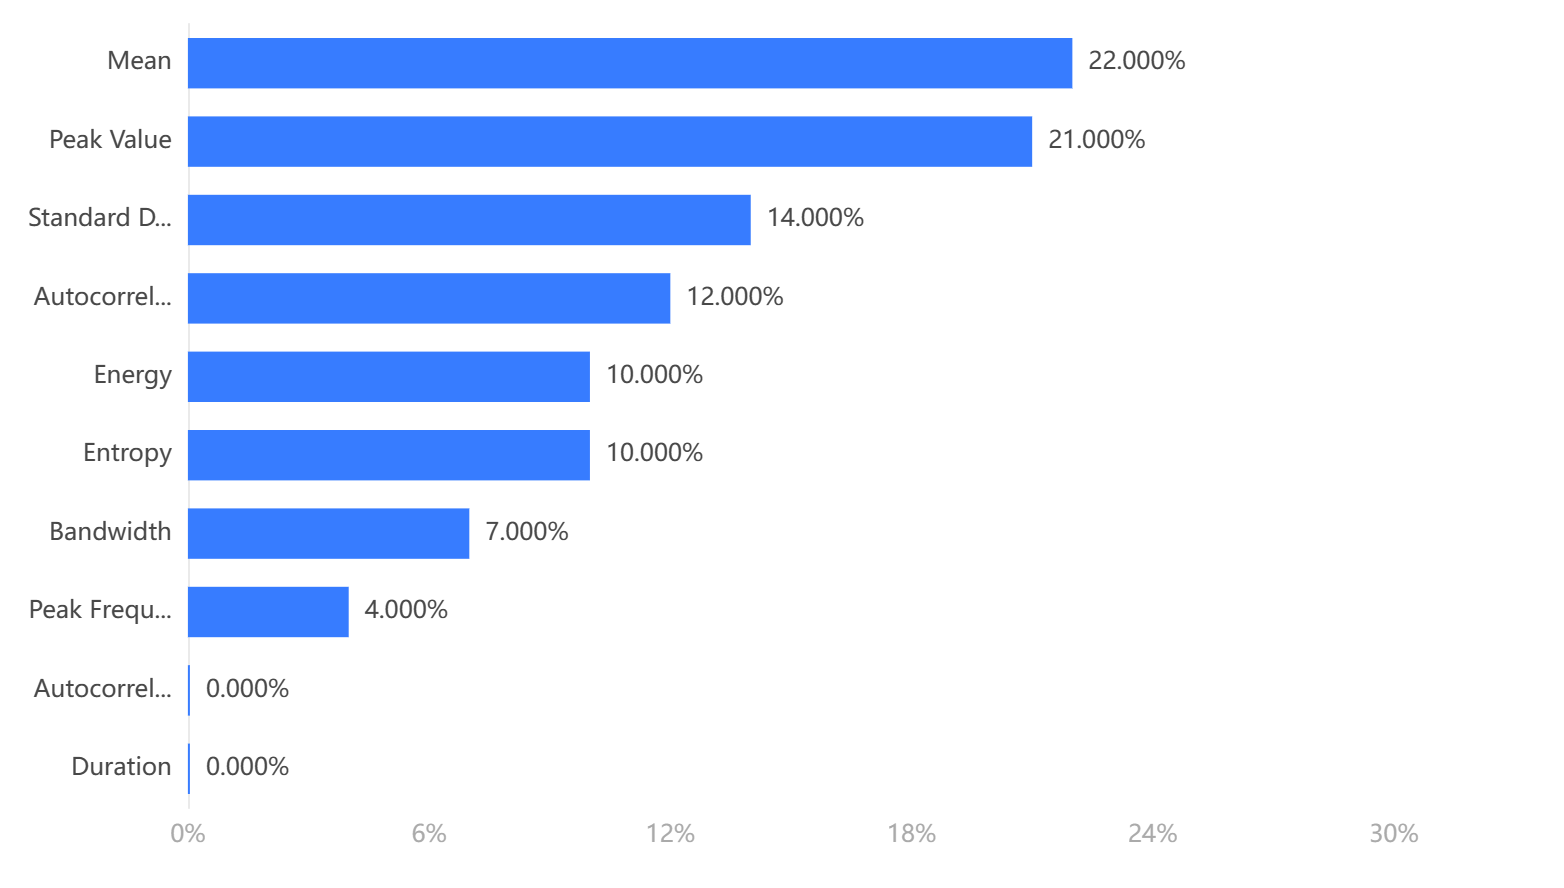 Mean 22.000%
Peak Value 21.000%
Standard D... 14.000%
Autocorrel... 12.000%
Energy 10.000%
Entropy 10.000%
Bandwidth 7.000%
Peak Frequ... 4.000%
Autocorrel... 0.000%
Duration 0.000%
0% 6% 12% 18% 24% 30%